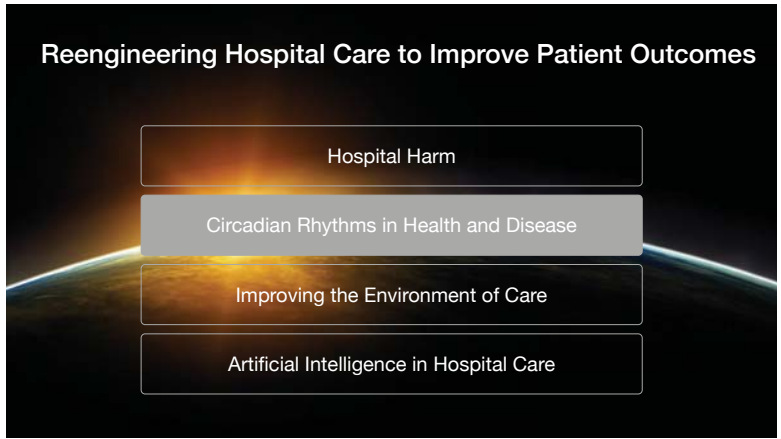 Reengineering Hospital Care to Improve Patient Outcomes
Hospital Harm
Circadian Rhythms in Health and Disease
Improving the Environment of Care
Artificial Intelligence in Hospital Care